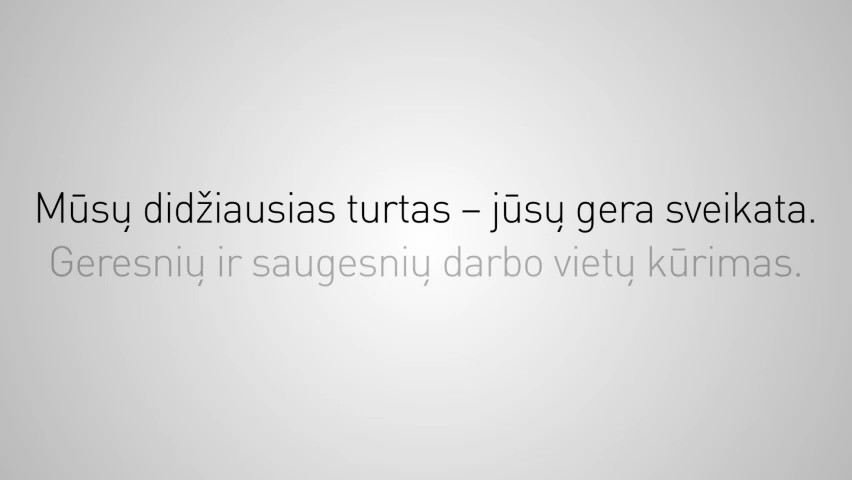 Mūsų didžiausias turtas – jūsų gera sveikata.
Geresnių ir saugesnių darbo vietų kūrimas.